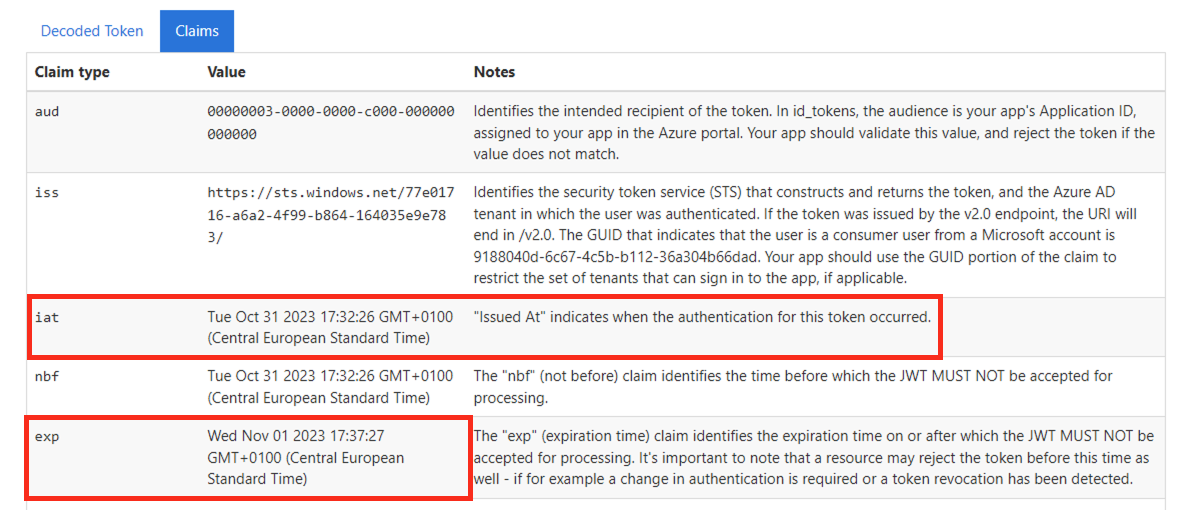 Decoded Token Claims
Claim type Value Notes
aud 00000003-0000-0000-c000-000000 Identifies the intended recipient of the token. In id_tokens, the audience is your app's Application ID,
000000 assigned to your app in the Azure portal. Your app should validate this value, and reject the token if the
value does not match.
iss https://sts.windows.net/77e017 Identifies the security token service (STS) that constructs and returns the token, and the Azure AD
16-a6a2-4f99-b864-164035e9e78 tenant in which the user was authenticated. If the token was issued by the v2.0 endpoint, the URI will
3/ end in /v2.0. The GUID that indicates that the user is a consumer user from a Microsoft account is
9188040d-6c67-4c5b-b112-36a304b66dad. Your app should use the GUID portion of the claim to
restrict the set of tenants that can sign in to the app, if applicable.
iat Tue Oct 31 2023 17:32:26 GMT+0100 "Issued At" indicates when the authentication for this token occurred.
(Central European Standard Time)
nbf Tue Oct 31 2023 17:32:26 GMT+0100 The "nbf" (not before) claim identifies the time before which the JWT MUST NOT be accepted for
(Central European Standard Time) processing.
exp Wed Nov 01 2023 17:37:27 The "exp" (expiration time) claim identifies the expiration time on or after which the JWT MUST NOT be
GMT+0100 (Central European accepted for processing. It's important to note that a resource may reject the token before this time as
Standard Time) well - if for example a change in authentication is required or a token revocation has been detected.